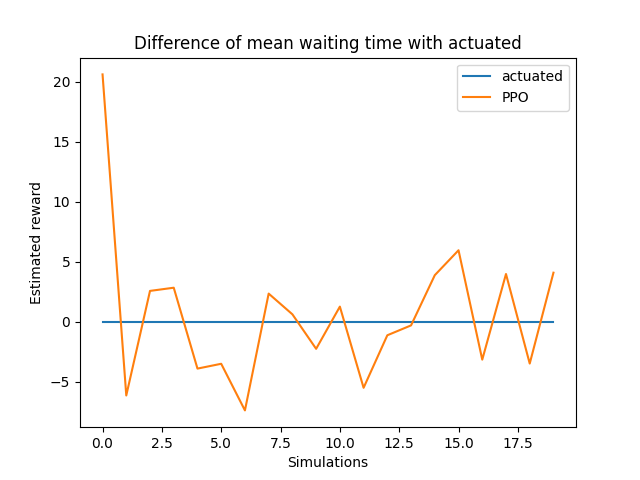 Difference of mean waiting time with actuated
actuated
PPO
Estimated reward
20
15
10
5
0
−5
0.0 2.5 5.0 7.5 10.0 12.5 15.0 17.5
Simulations